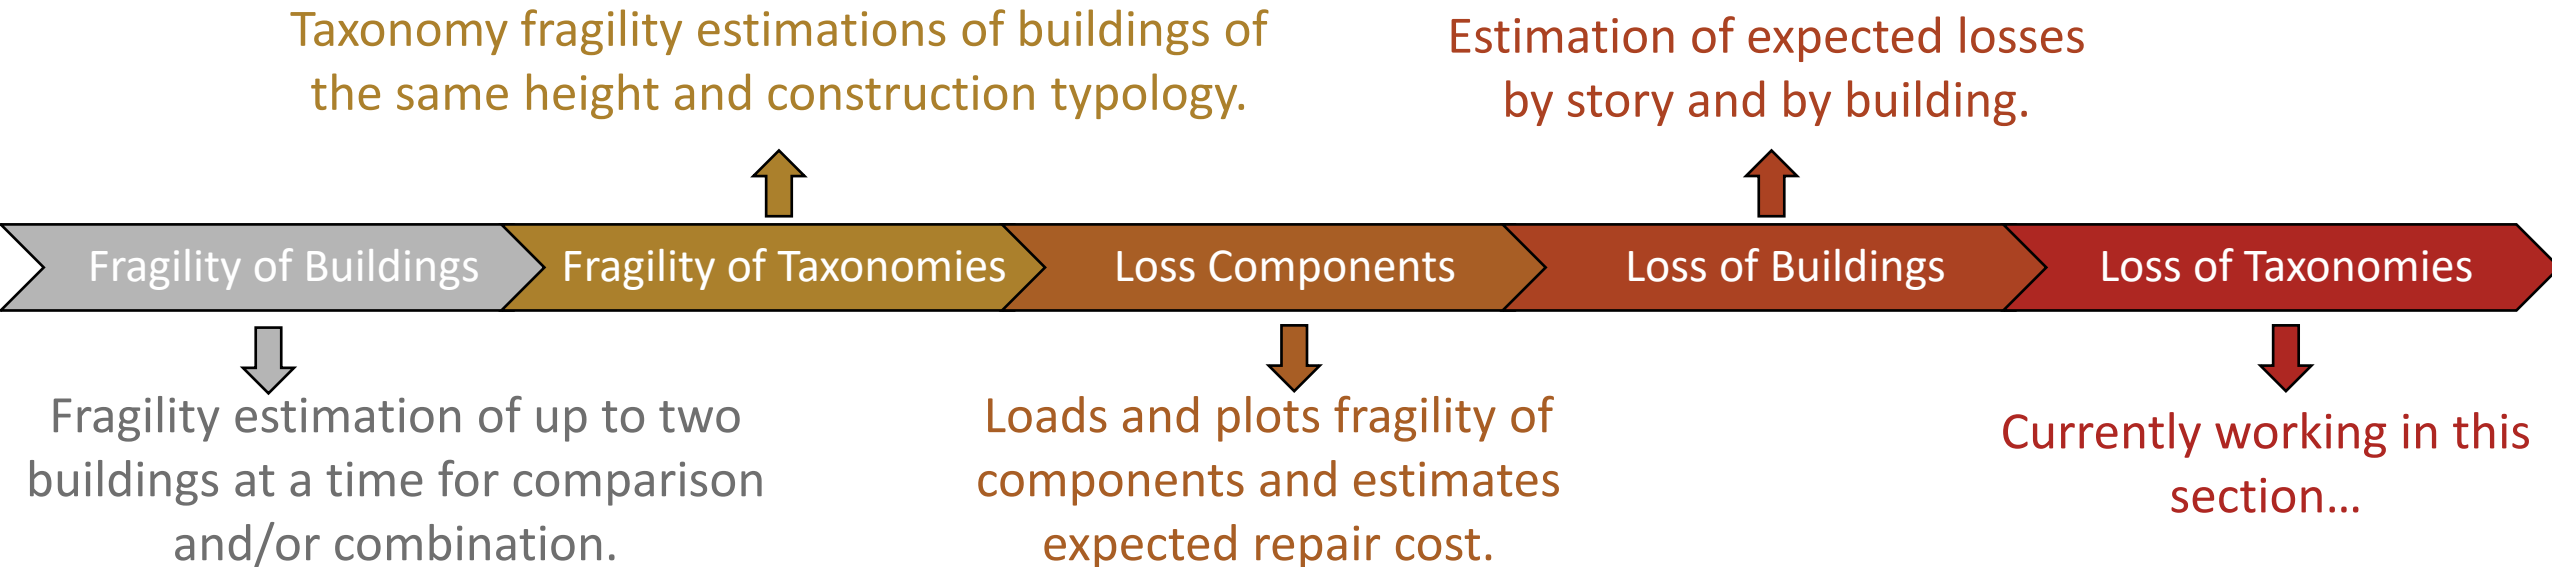 Taxonomy fragility estimations of buildings of
the same height and construction typology.
Estimation of expected losses
by story and by building.
Fragility of Buildings
Fragility of Taxonomies
Loss Components
Loss of Buildings
Loss of Taxonomies
Fragility estimation of up to two
buildings at a time for comparison
and/or combination.
Loads and plots fragility of
components and estimates
expected repair cost.
Currently working in this
section…